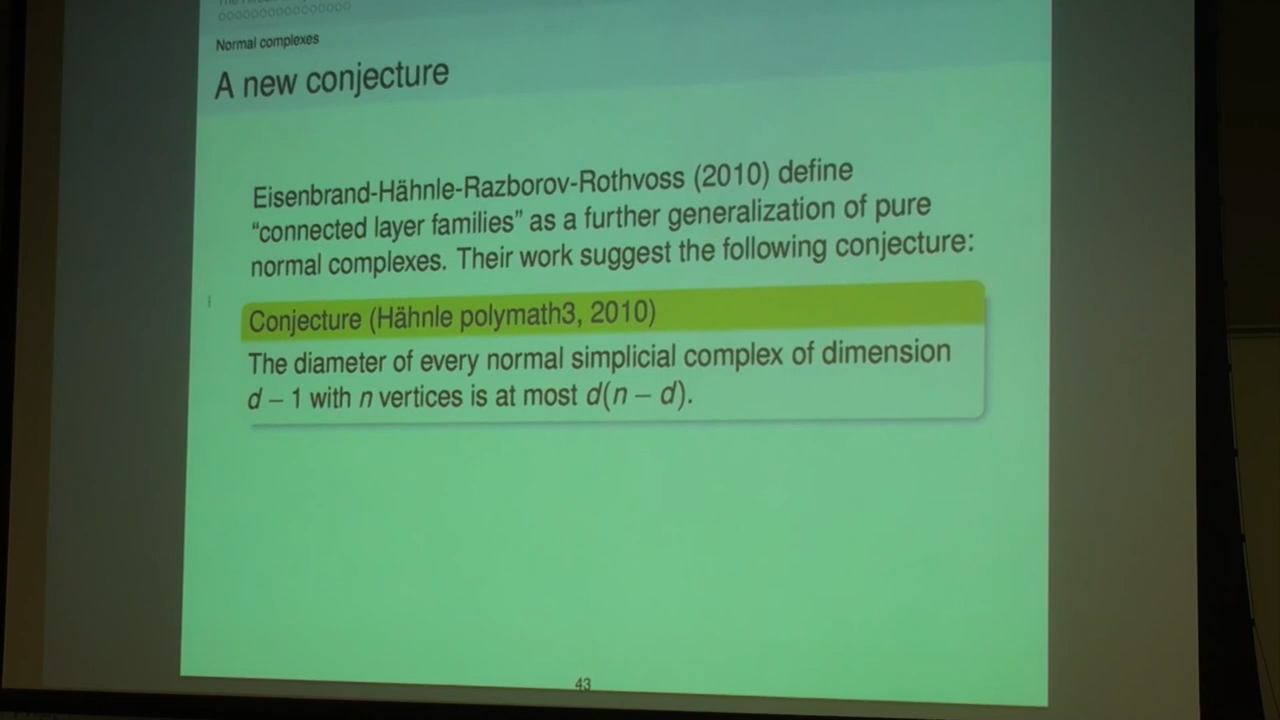 Normal complexes
A new conjecture
Eisenbrand-Hähnle-Razborov-Rothvoss (2010) define
“connected layer families” as a further generalization of pure
normal complexes. Their work suggest the following conjecture:
Conjecture (Hähnle polymath3, 2010)
The diameter of every normal simplicial complex of dimension
d − 1 with n vertices is at most d(n − d).
43